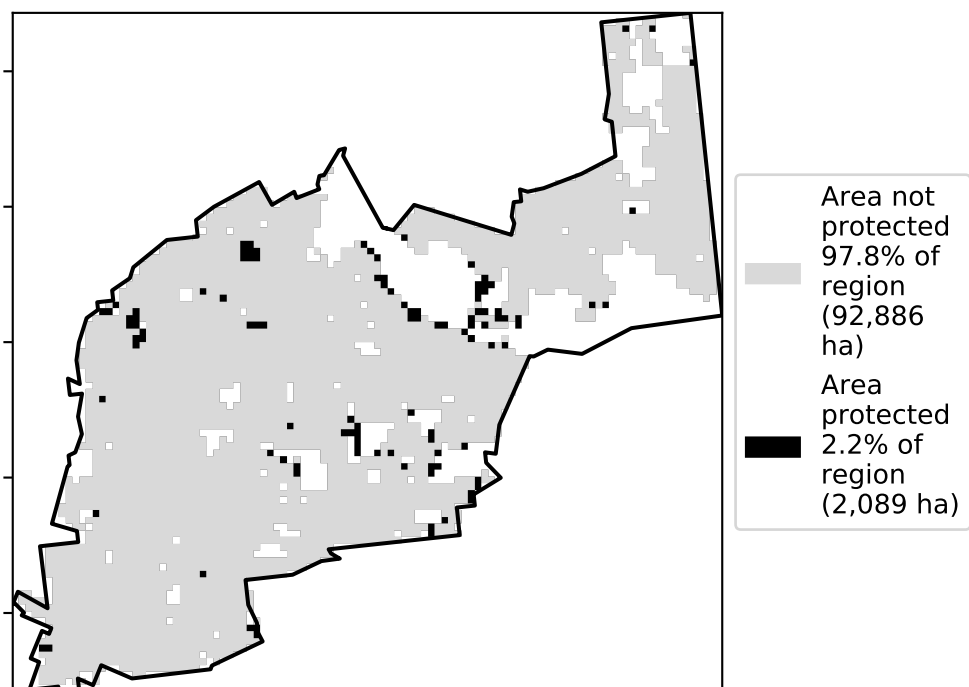 Area not
protected
97.8% of
region
(92,886
ha)
Area
protected
2.2% of
region
(2,089 ha)